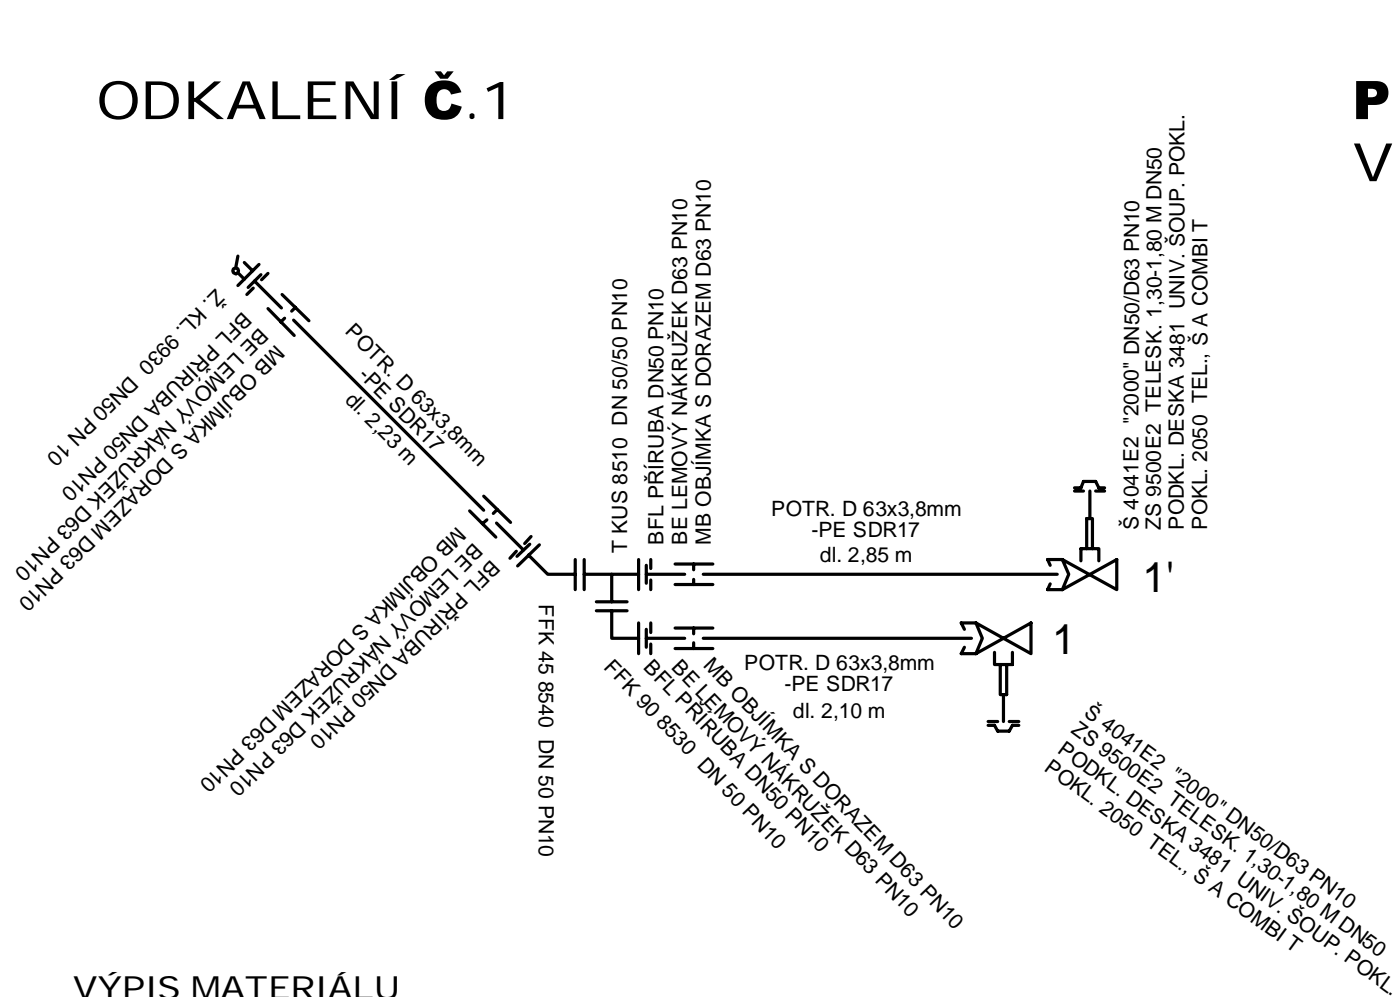 ODKALENÍ Č.1
P
V
Ž. KL. 9930 DN50 PN 10
BFL PŘÍRUBA DN50 PN10
BE LEMOVÝ NÁKRUŽEK D63 PN10
MB OBJÍMKA S DORAZEM D63 PN10
POTR. D 63x3,8mm
-PE SDR17
dl. 2,23 m
BFL PŘÍRUBA DN50 PN10
BE LEMOVÝ NÁKRUŽEK D63 PN10
MB OBJÍMKA S DORAZEM D63 PN10
FFK 45 8540 DN 50 PN10
T KUS 8510 DN 50/50 PN10
BFL PŘÍRUBA DN50 PN10
BE LEMOVÝ NÁKRUŽEK D63 PN10
MB OBJÍMKA S DORAZEM D63 PN10
POTR. D 63x3,8mm
-PE SDR17
dl. 2,85 m
Š 4041E2 "2000" DN50/D63 PN10
ZS 9500E2 TELESK. 1,30-1,80 M DN50
PODKL. DESKA 3481 UNIV. ŠOUP. POKL.
POKL. 2050 TEL., Š A COMBI T
1'
1
POTR. D 63x3,8mm
-PE SDR17
dl. 2,10 m
MB OBJÍMKA S DORAZEM D63 PN10
BE LEMOVÝ NÁKRUŽEK D63 PN10
BFL PŘÍRUBA DN50 PN10
FFK 90 8530 DN 50 PN10
Š 4041E2 "2000" DN50/D63 PN10
ZS 9500E2 TELESK. 1,30-1,80 M DN50
PODKL. DESKA 3481 UNIV. ŠOUP. POKL.
POKL. 2050 TEL., Š A COMBI T
VÝPIS MATERIÁLU